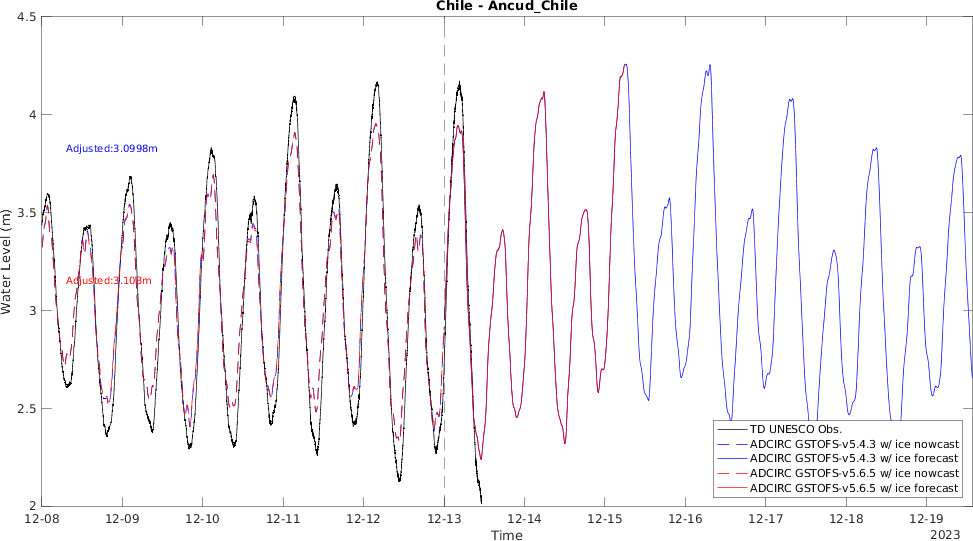 Chile - Ancud_Chile
4.5
4
3.5
3
2.5
2
Water Level (m)
Adjusted:3.0998m
Adjusted:3.108m
TD UNESCO Obs.
ADCIRC GSTOFS-v5.4.3 w/ ice nowcast
ADCIRC GSTOFS-v5.4.3 w/ ice forecast
ADCIRC GSTOFS-v5.6.5 w/ ice nowcast
ADCIRC GSTOFS-v5.6.5 w/ ice forecast
12-08 12-09 12-10 12-11 12-12 12-13 12-14 12-15 12-16 12-17 12-18 12-19
Time
2023